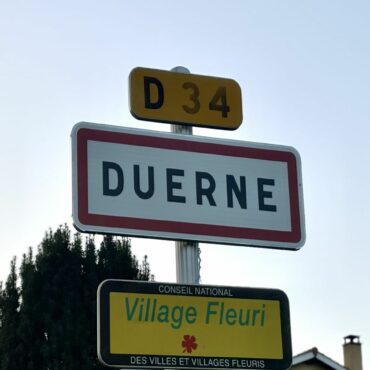 D 34
DUERNE
CONSEIL NATIONAL
Village Fleuri
DES VILLES ET VILLAGES FLEURIS